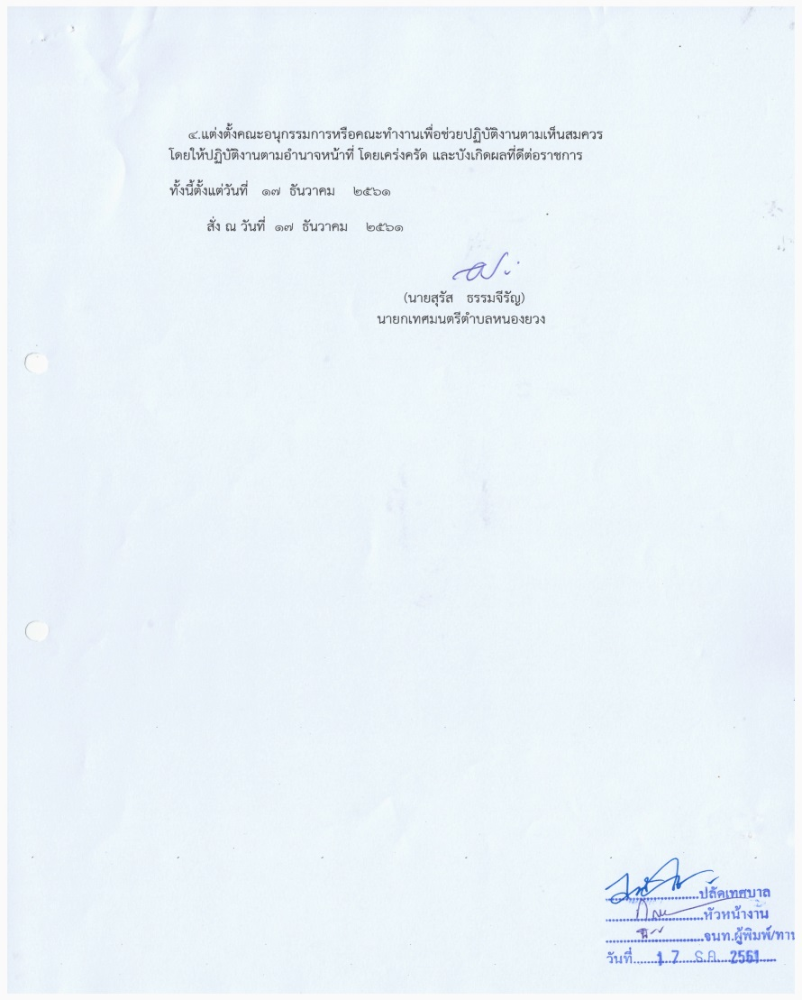 ๔.แต่งตั้งคณะอนุกรรมการหรือคณะทำงานเพื่อช่วยปฏิบัติงานตามเห็นสมควร
โดยให้ปฏิบัติงานตามอำนาจหน้าที่ โดยเคร่งครัด และบังเกิดผลที่ดีต่อราชการ
ทั้งนี้ตั้งแต่วันที่ ๑๗ ธันวาคม ๒๕๖๑
สั่ง ณ วันที่ ๑๗ ธันวาคม ๒๕๖๑
(นายสุรัส ธรรมจีรัญ)
นายกเทศมนตรีตำบลหนองยวง
ปลัดเทศบาล
หัวหน้างาน
จนท.ผู้พิมพ์/ทาน
วันที่ 17 ธ.ค. 2561